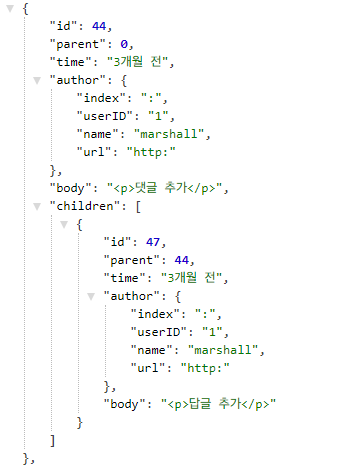 {
"id": 44,
"parent": 0,
"time": "3개월 전",
"author": {
"index": ":",
"userID": "1",
"name": "marshall",
"url": "http:"
},
"body": "<p>댓글 추가</p>",
"children": [
{
"id": 47,
"parent": 44,
"time": "3개월 전",
"author": {
"index": ":",
"userID": "1",
"name": "marshall",
"url": "http:"
},
"body": "<p>답글 추가</p>"
}
]
},